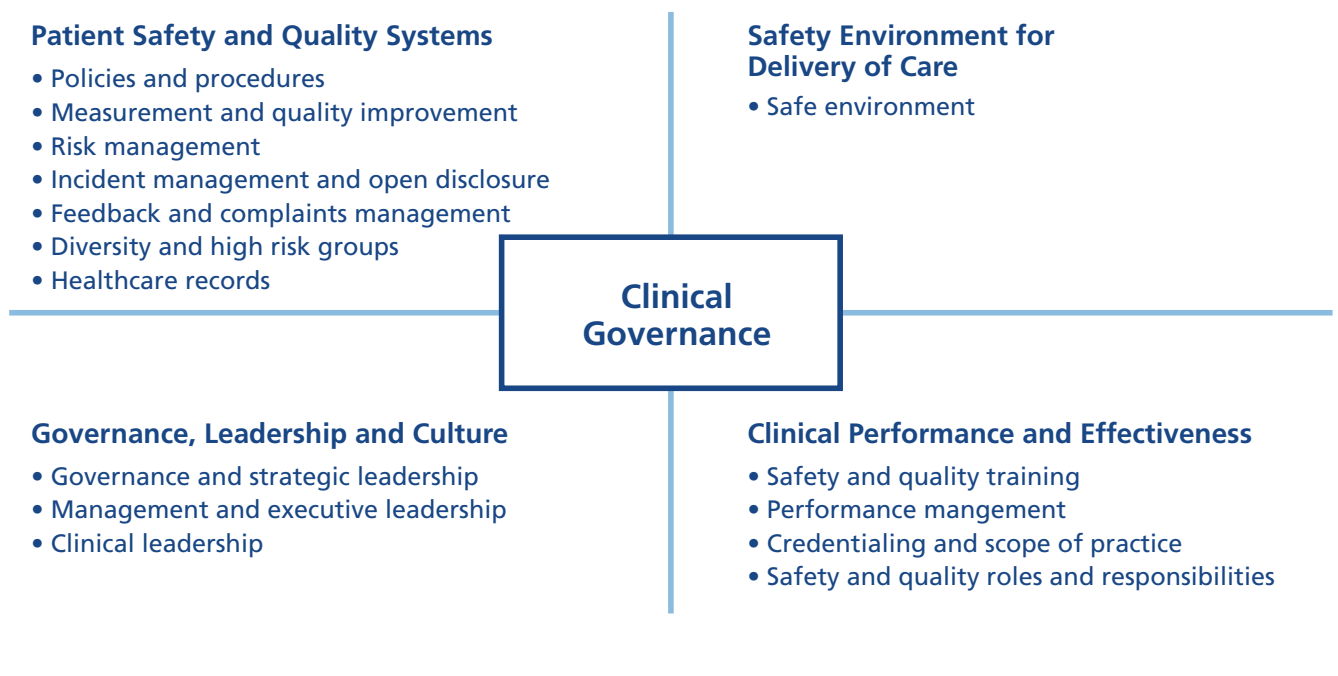 Patient Safety and Quality Systems
• Policies and procedures
• Measurement and quality improvement
• Risk management
• Incident management and open disclosure
• Feedback and complaints management
• Diversity and high risk groups
• Healthcare records
Safety Environment for
Delivery of Care
• Safe environment
Clinical
Governance
Governance, Leadership and Culture
• Governance and strategic leadership
• Management and executive leadership
• Clinical leadership
Clinical Performance and Effectiveness
• Safety and quality training
• Performance mangement
• Credentialing and scope of practice
• Safety and quality roles and responsibilities